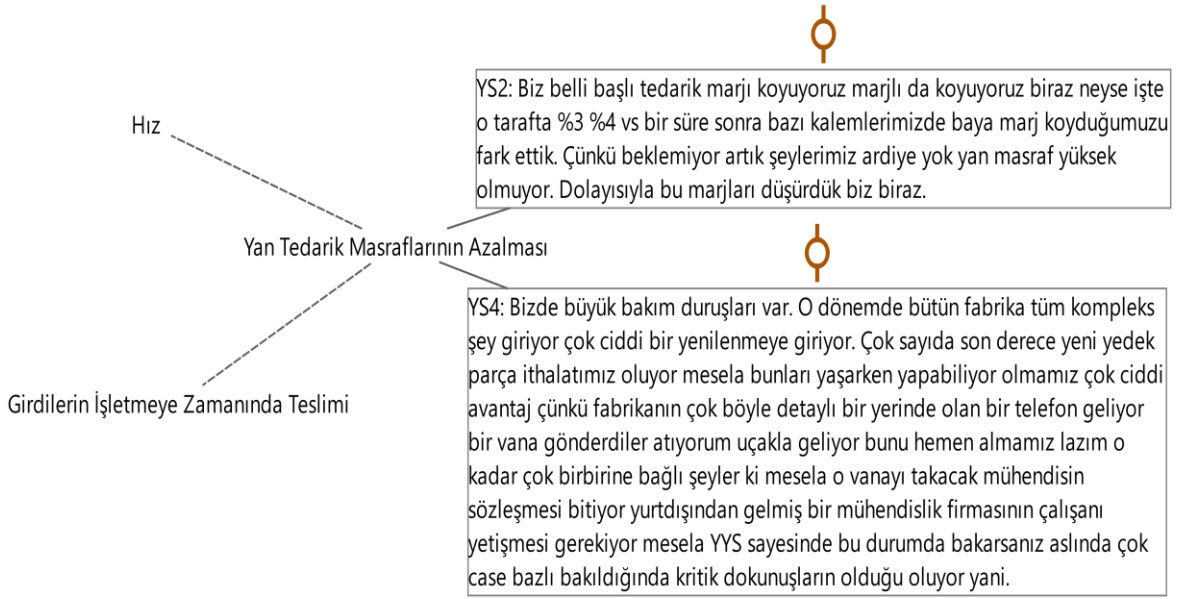 YS2: Biz belli başlı tedarik marjı koyuyoruz marjlı da koyuyoruz biraz neyse işte
o tarafta %3 %4 vs bir süre sonra bazı kalemlerimizde baya marj koyduğumuzu
fark ettik. Çünkü beklemiyor artık şeylerimiz ardiye yok yan masraf yüksek
olmuyor. Dolayısıyla bu marjları düşürdük biz biraz.
Hız
Yan Tedarik Masraflarının Azalması
Girdilerin İşletmeye Zamanında Teslimi
YS4: Bizde büyük bakım duruşları var. O dönemde bütün fabrika tüm kompleks
şey giriyor çok ciddi bir yenilenmeye giriyor. Çok sayıda son derece yeni yedek
parça ithalatımız oluyor mesela bunları yaşarken yapabiliyor olmamız çok ciddi
avantaj çünkü fabrikanın çok böyle detaylı bir yerinde olan bir telefon geliyor
bir vana gönderdiler atıyorum uçakla geliyor bunu hemen almamız lazım o
kadar çok birbirine bağlı şeyler ki mesela o vanayı takacak mühendisin
sözleşmesi bitiyor yurtdışından gelmiş bir mühendislik firmasının çalışanı
yetişmesi gerekiyor mesela YYS sayesinde bu durumda bakarsanız aslında çok
case bazlı bakıldığında kritik dokunuşların olduğu oluyor yani.